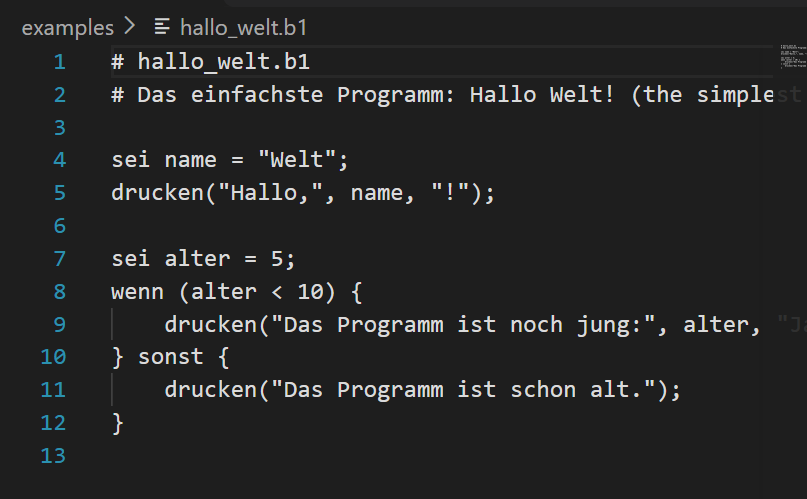 examples > hallo_welt.b1
1 # hallo_welt.b1
2 # Das einfachste Programm: Hallo Welt! (the simplest
3
4 sei name = "Welt";
5 drucken("Hallo,", name, "!");
6
7 sei alter = 5;
8 wenn (alter < 10) {
9     drucken("Das Programm ist noch jung:", alter, "Ja
10 } sonst {
11     drucken("Das Programm ist schon alt.");
12 }
13